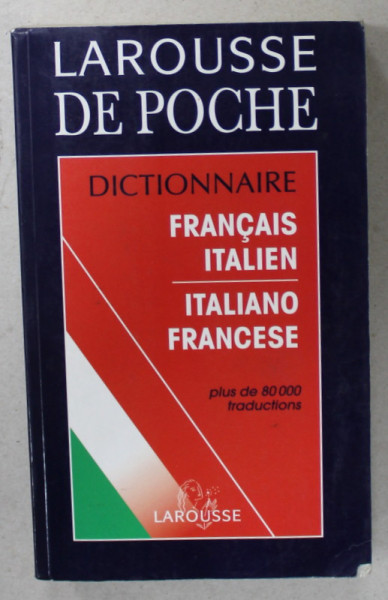 LAROUSSE
DE POCHE
DICTIONNAIRE
FRANÇAIS
ITALIEN
ITALIANO
FRANCESE
plus de 80 000
traductions
LAROUSSE